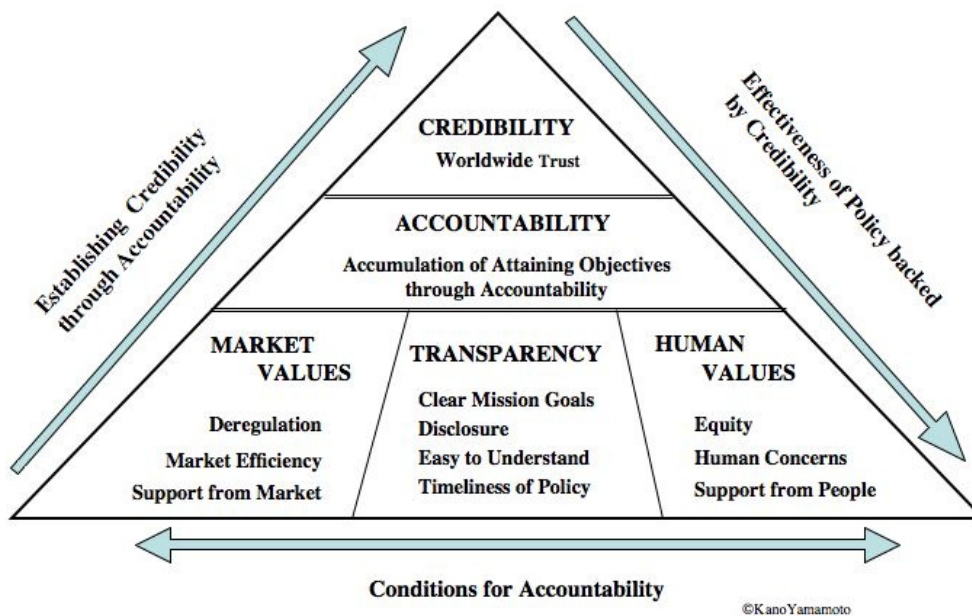 CREDIBILITY
Worldwide Trust
ACCOUNTABILITY
Accumulation of Attaining Objectives
through Accountability
MARKET
VALUES
Deregulation
Market Efficiency
Support from Market
TRANSPARENCY
Clear Mission Goals
Disclosure
Easy to Understand
Timeliness of Policy
HUMAN
VALUES
Equity
Human Concerns
Support from People
Establishing Credibility
through Accountability
Effectiveness of Policy backed
by Credibility
Conditions for Accountability
©KanoYamamoto